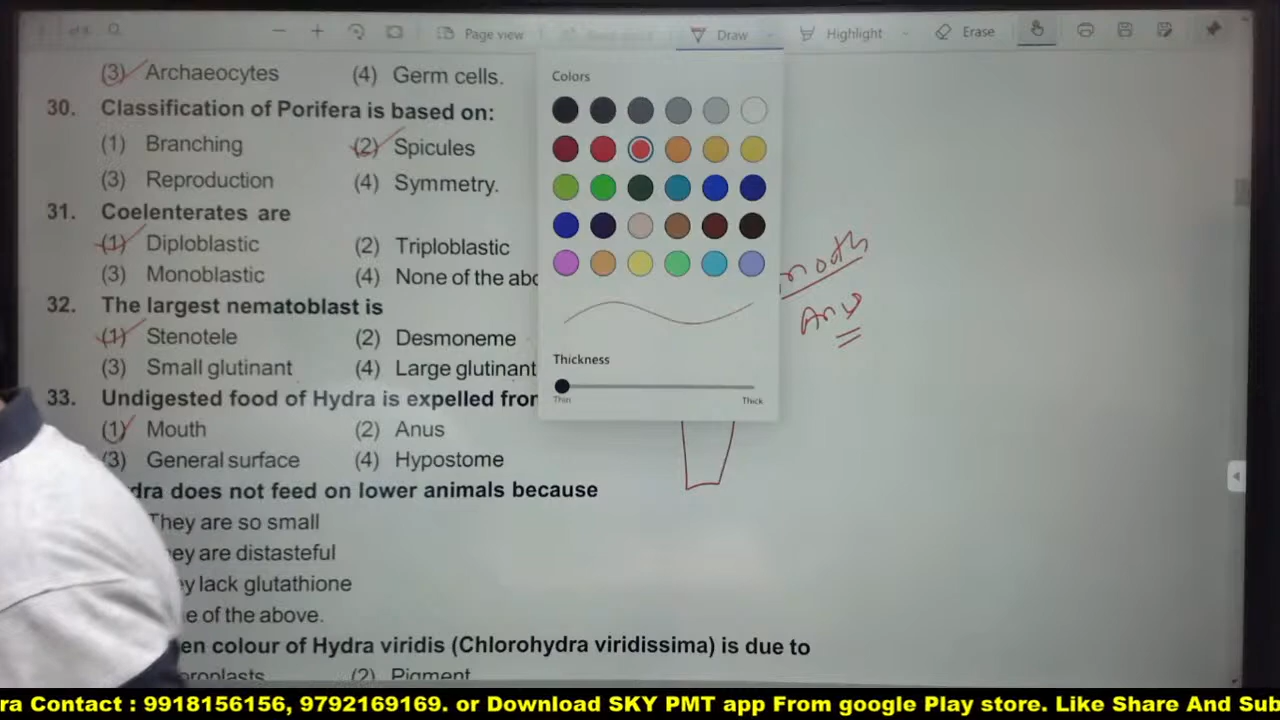 Page view
Draw
Highlight
Erase
(3) Archaeocytes (4) Germ cells.
30. Classification of Porifera is based on:
(1) Branching (2) Spicules
(3) Reproduction (4) Symmetry.
31. Coelenterates are
(1) Diploblastic (2) Triploblastic
(3) Monoblastic (4) None of the abo
32. The largest nematoblast is
(1) Stenotele (2) Desmoneme
(3) Small glutinant (4) Large glutinant
33. Undigested food of Hydra is expelled fror
(1) Mouth (2) Anus
(3) General surface (4) Hypostome
dra does not feed on lower animals because
They are so small
ey are distasteful
ey lack glutathione
e of the above.
en colour of Hydra viridis (Chlorohydra viridissima) is due to
oroplasts (2) Pigment
Colors
Thickness
Thin Thick
ra Contact : 9918156156, 9792169169. or Download SKY PMT app From google Play store. Like Share And Sub